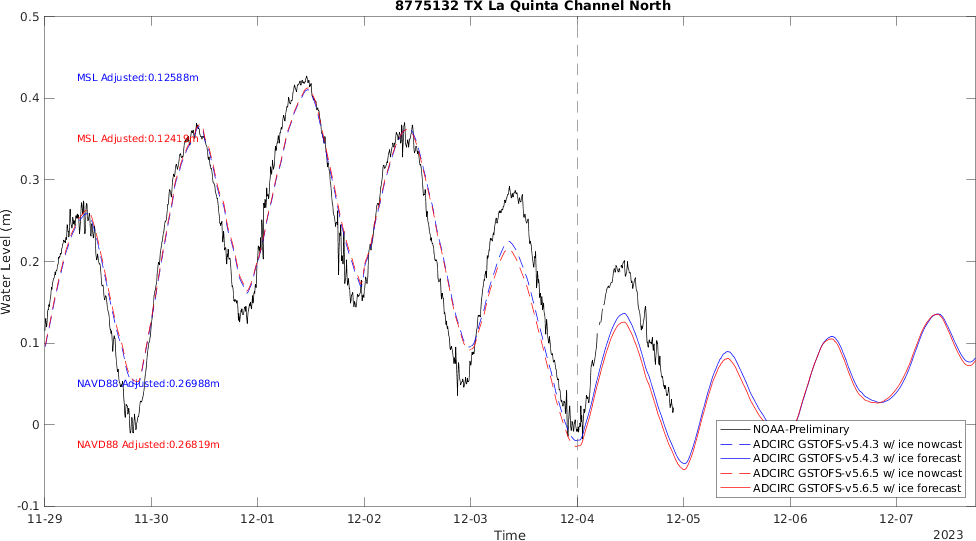 8775132 TX La Quinta Channel North
0.5
0.4
0.3
0.2
0.1
0
-0.1
Water Level (m)
MSL Adjusted:0.12588m
MSL Adjusted:0.12419m
NAVD88 Adjusted:0.26988m
NAVD88 Adjusted:0.26819m
NOAA-Preliminary
ADCIRC GSTOFS-v5.4.3 w/ ice nowcast
ADCIRC GSTOFS-v5.4.3 w/ ice forecast
ADCIRC GSTOFS-v5.6.5 w/ ice nowcast
ADCIRC GSTOFS-v5.6.5 w/ ice forecast
11-29 11-30 12-01 12-02 12-03 12-04 12-05 12-06 12-07
Time
2023